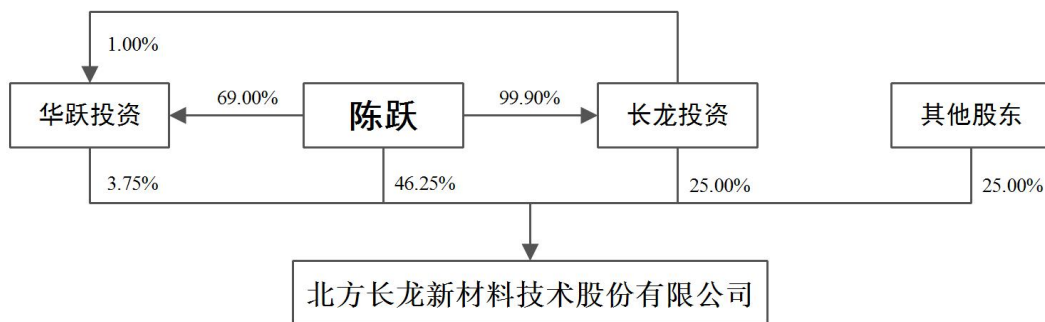 1.00%
华跃投资
69.00%
陈跃
99.90%
长龙投资
其他股东
3.75%
46.25%
25.00%
25.00%
北方长龙新材料技术股份有限公司